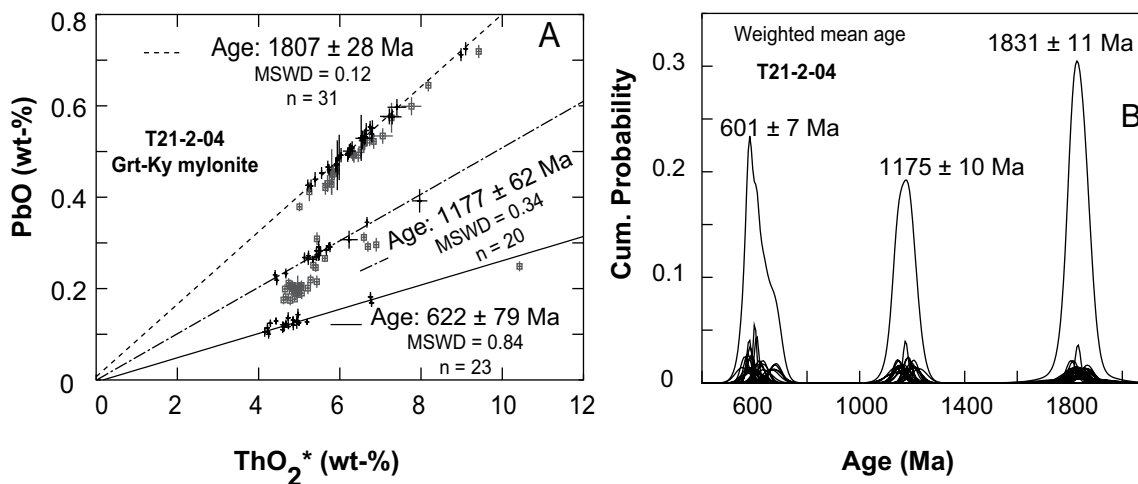 A
Age: 1807 ± 28 Ma
MSWD = 0.12
n = 31
T21-2-04
Grt-Ky mylonite
Age: 1177 ± 62 Ma
MSWD = 0.34
n = 20
Age: 622 ± 79 Ma
MSWD = 0.84
n = 23
PbO (wt-%)
0.8
0.6
0.4
0.2
0
0 2 4 6 8 10 12
ThO2* (wt-%)
B
Weighted mean age
T21-2-04
1831 ± 11 Ma
601 ± 7 Ma
1175 ± 10 Ma
Cum. Probability
0.3
0.2
0.1
0
600 1000 1400 1800
Age (Ma)